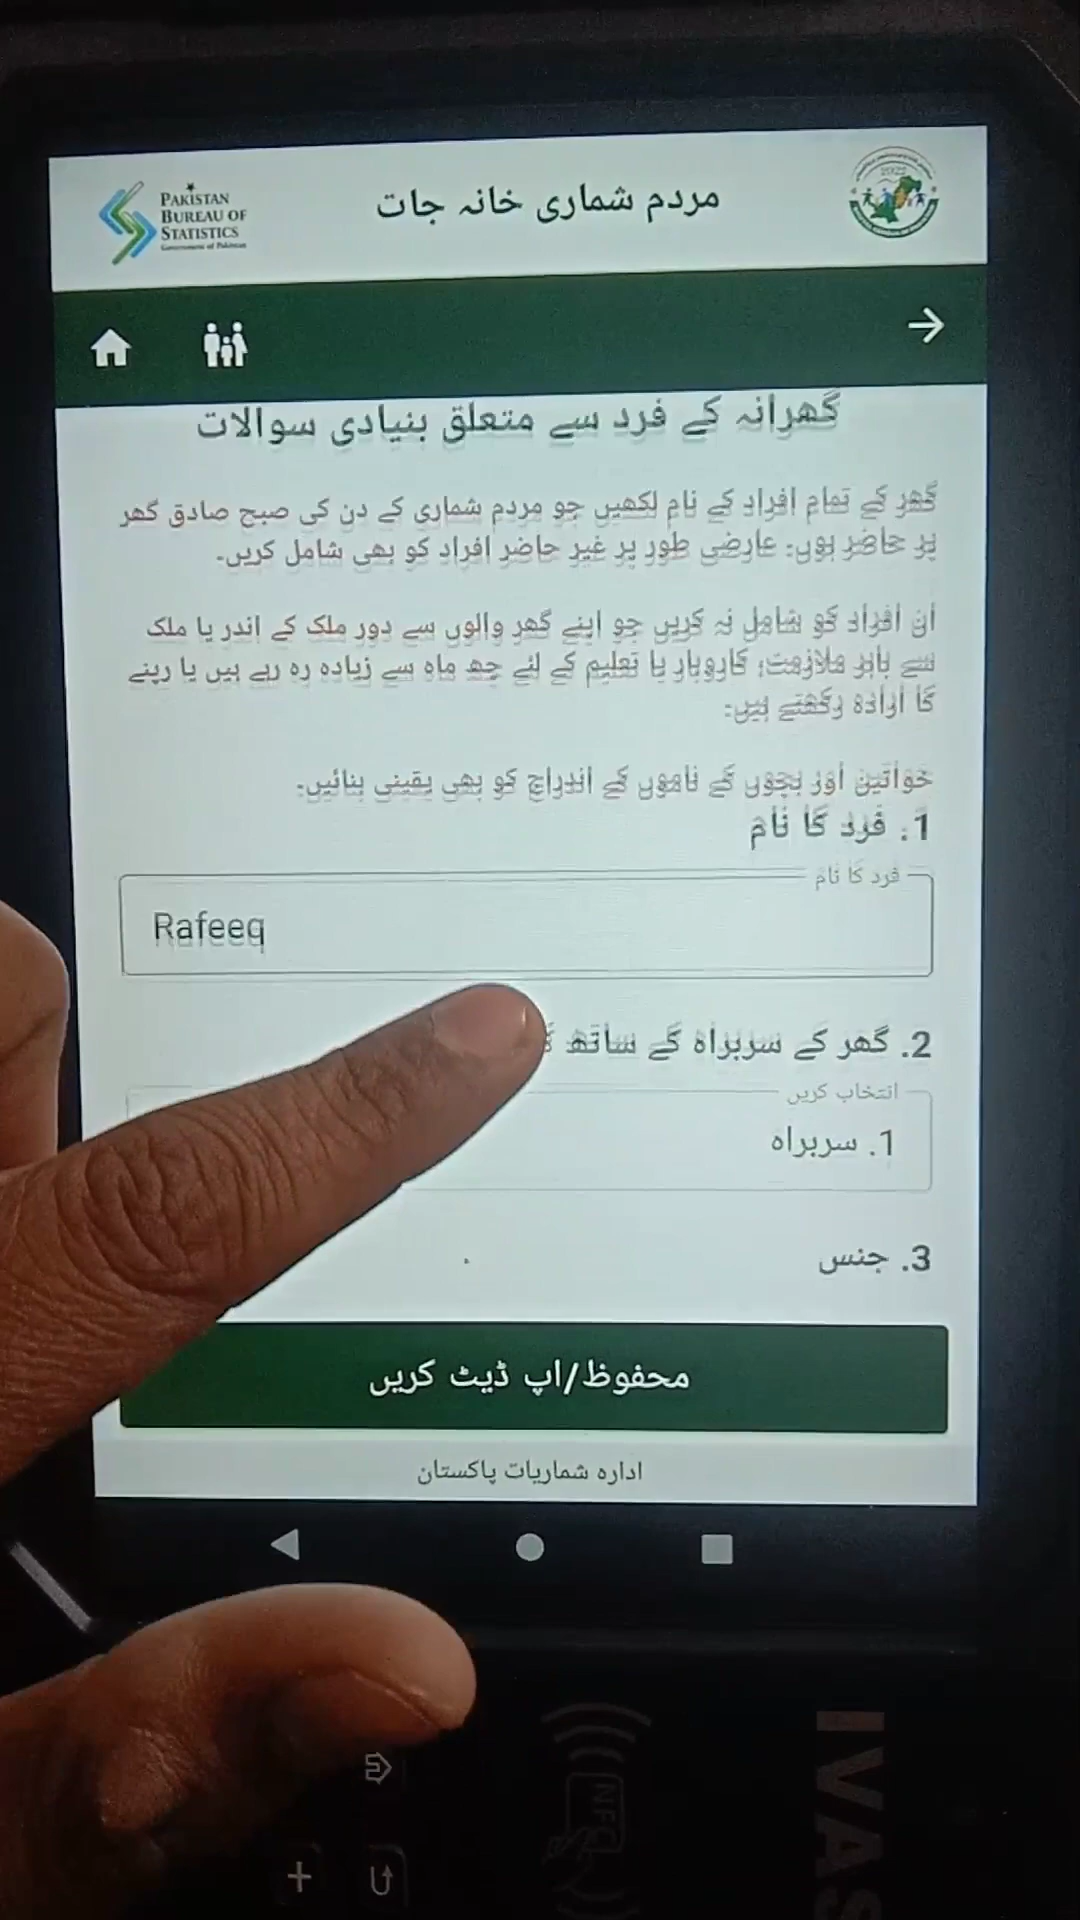 PAKISTAN
BUREAU OF
STATISTICS
Government of Pakistan
مردم شماری خانہ جات
2022
گھرانہ کے فرد سے متعلق بنیادی سوالات
گھر کے تمام افراد کے نام لکھیں جو مردم شماری کے دن کی صبح صادق گھر
پر حاضر ہوں۔ عارضی طور پر غیر حاضر افراد کو بھی شامل کریں۔
ان افراد کو شامل نہ کریں جو اپنے گھر والوں سے دور ملک کے اندر یا ملک
سے باہر ملازمت، کاروبار یا تعلیم کے لئے چھ ماہ سے زیادہ رہ رہے ہیں یا رہنے
کا ارادہ رکھتے ہیں۔
خواتین اور بچوں کے ناموں کے اندراج کو بھی یقینی بنائیں۔
1. فرد کا نام
فرد کا نام
Rafeeq
2. گھر کے سربراہ کے ساتھ
انتخاب کریں
1. سربراہ
3. جنس
محفوظ/اپ ڈیٹ کریں
ادارہ شماریات پاکستان
NFC